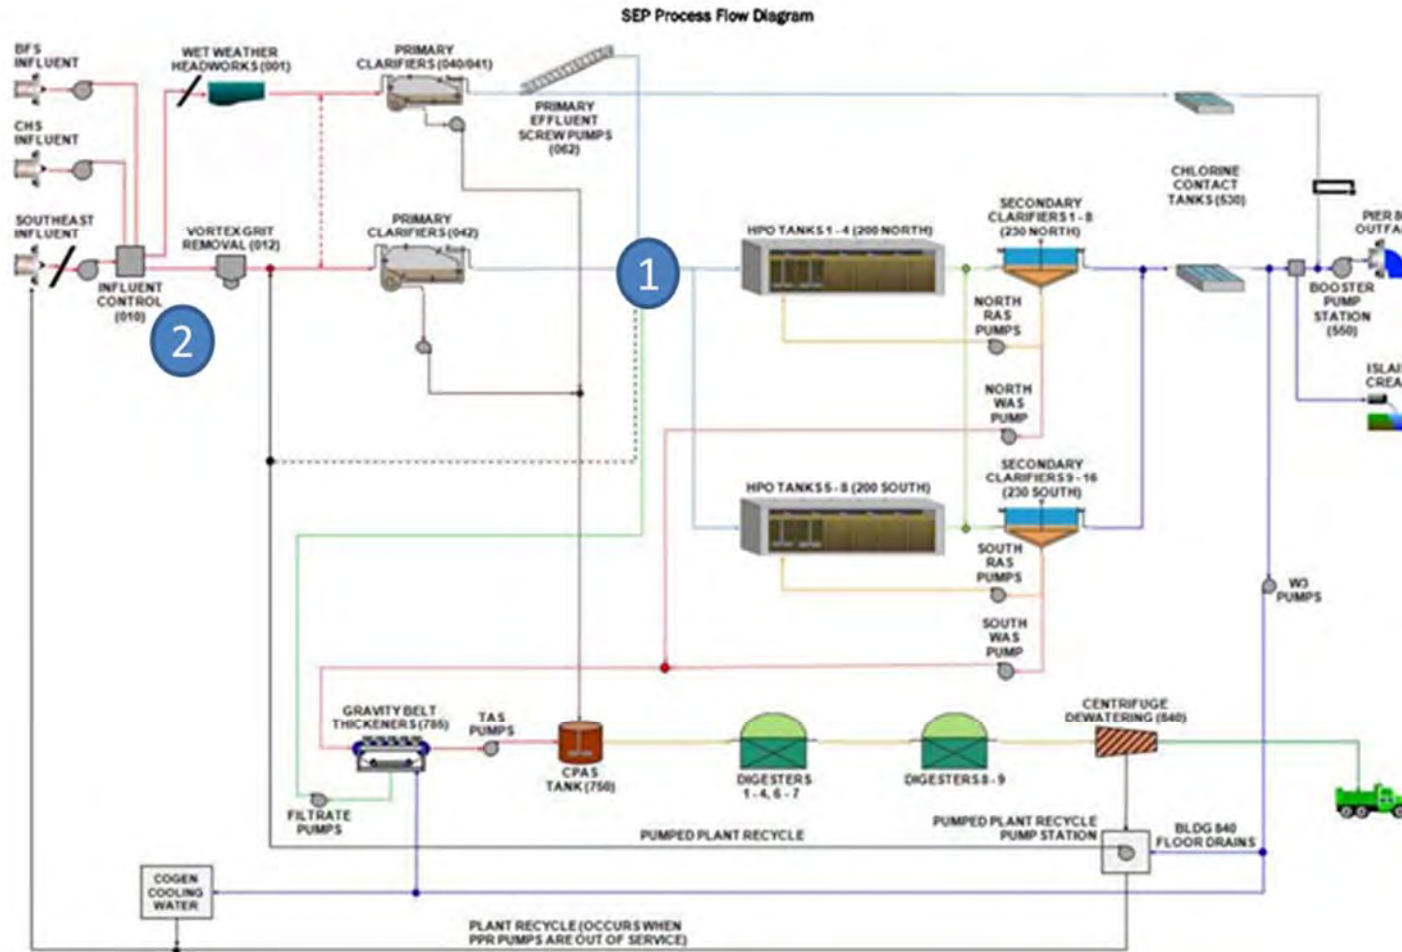 SEP Process Flow Diagram
BFS
INFLUENT
WET WEATHER
HEADWORKS (001)
PRIMARY
CLARIFIERS (040/041)
PRIMARY
EFFLUENT
SCREW PUMPS
(062)
CHS
INFLUENT
CHLORINE
CONTACT
TANKS (530)
SOUTHEAST
INFLUENT
VORTEX GRIT
REMOVAL (012)
PRIMARY
CLARIFIERS (042)
HPO TANKS 1 - 4 (200 NORTH)
SECONDARY
CLARIFIERS 1 - 8
(230 NORTH)
PIER 8
OUTFA
INFLUENT
CONTROL
(010)
1
2
NORTH
RAS
PUMPS
BOOSTER
PUMP
STATION
(550)
ISLAI
CREA
NORTH
WAS
PUMP
HPO TANKS 5 - 8 (200 SOUTH)
SECONDARY
CLARIFIERS 9 - 16
(230 SOUTH)
SOUTH
RAS
PUMPS
W3
PUMPS
SOUTH
WAS
PUMP
GRAVITY BELT
THICKENERS (785)
TAS
PUMPS
CPAS
TANK (750)
DIGESTERS
1 - 4, 6 - 7
DIGESTERS 8 - 9
CENTRIFUGE
DEWATERING (840)
FILTRATE
PUMPS
PUMPED PLANT RECYCLE
PUMPED PLANT RECYCLE
PUMP STATION
BLDG 840
FLOOR DRAINS
COGEN
COOLING
WATER
PLANT RECYCLE (OCCURS WHEN
PPR PUMPS ARE OUT OF SERVICE)